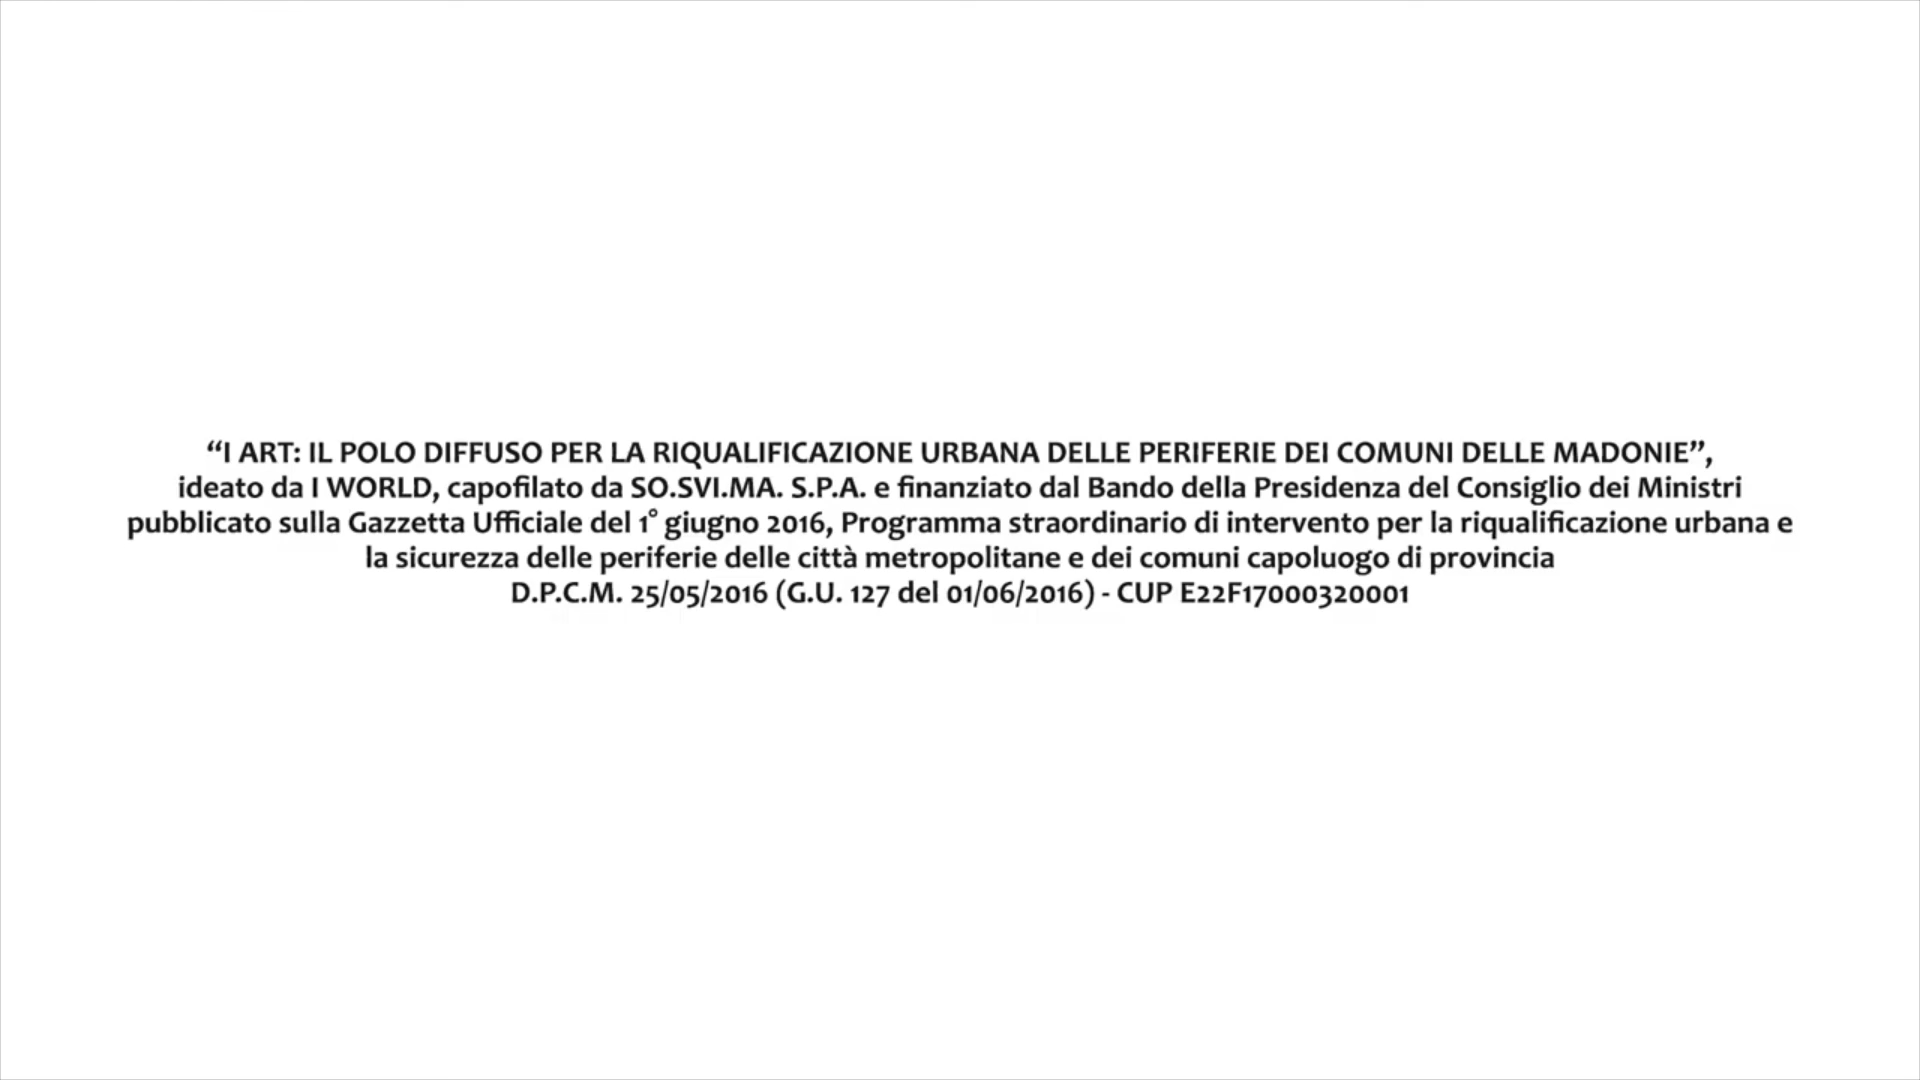 “I ART: IL POLO DIFFUSO PER LA RIQUALIFICAZIONE URBANA DELLE PERIFERIE DEI COMUNI DELLE MADONIE”,
ideato da I WORLD, capofilato da SO.SVI.MA. S.P.A. e finanziato dal Bando della Presidenza del Consiglio dei Ministri
pubblicato sulla Gazzetta Ufficiale del 1° giugno 2016, Programma straordinario di intervento per la riqualificazione urbana e
la sicurezza delle periferie delle città metropolitane e dei comuni capoluogo di provincia
D.P.C.M. 25/05/2016 (G.U. 127 del 01/06/2016) - CUP E22F17000320001